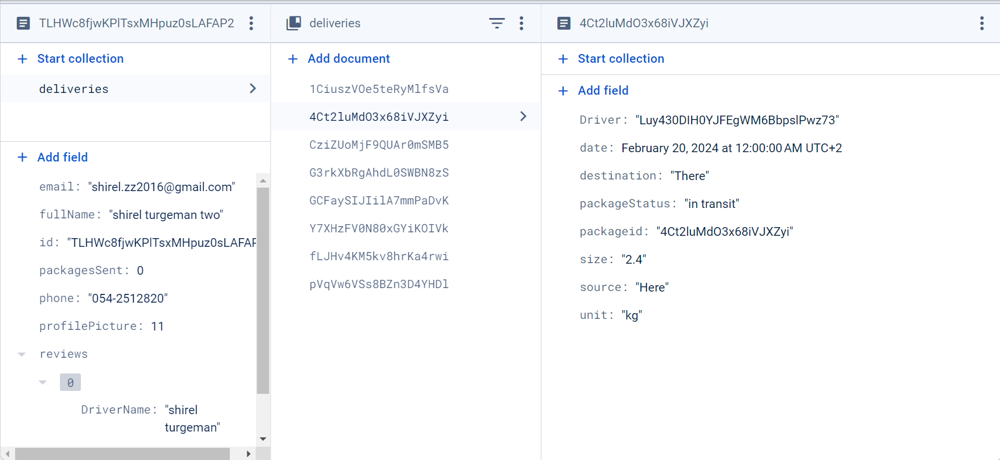 TLHWc8fjwKPlTsxMHpuz0sLAFAP2
Start collection
deliveries
Add field
email: "shirel.zz2016@gmail.com"
fullName: "shirel turgeman two"
id: "TLHWc8fjwKPlTsxMHpuz0sLAFAP
packagesSent: 0
phone: "054-2512820"
profilePicture: 11
reviews
0
DriverName: "shirel
turgeman"
deliveries
Add document
1CiuszVOe5teRyMlfsVa
4Ct2luMdO3x68iVJXZyi
CziZUoMjF9QUAr0mSMB5
G3rkXbRgAhdL0SWBN8zS
GCFaySIJIilA7mmPaDvK
Y7XHzFV0N80xGYiKOIVk
fLJHv4KM5kv8hrKa4rwi
pVqVw6VSs8BZn3D4YHDl
4Ct2luMdO3x68iVJXZyi
Start collection
Add field
Driver: "Luy430DIH0YJFEgWM6BbpslPwz73"
date: February 20, 2024 at 12:00:00 AM UTC+2
destination: "There"
packageStatus: "in transit"
packageid: "4Ct2luMdO3x68iVJXZyi"
size: "2.4"
source: "Here"
unit: "kg"